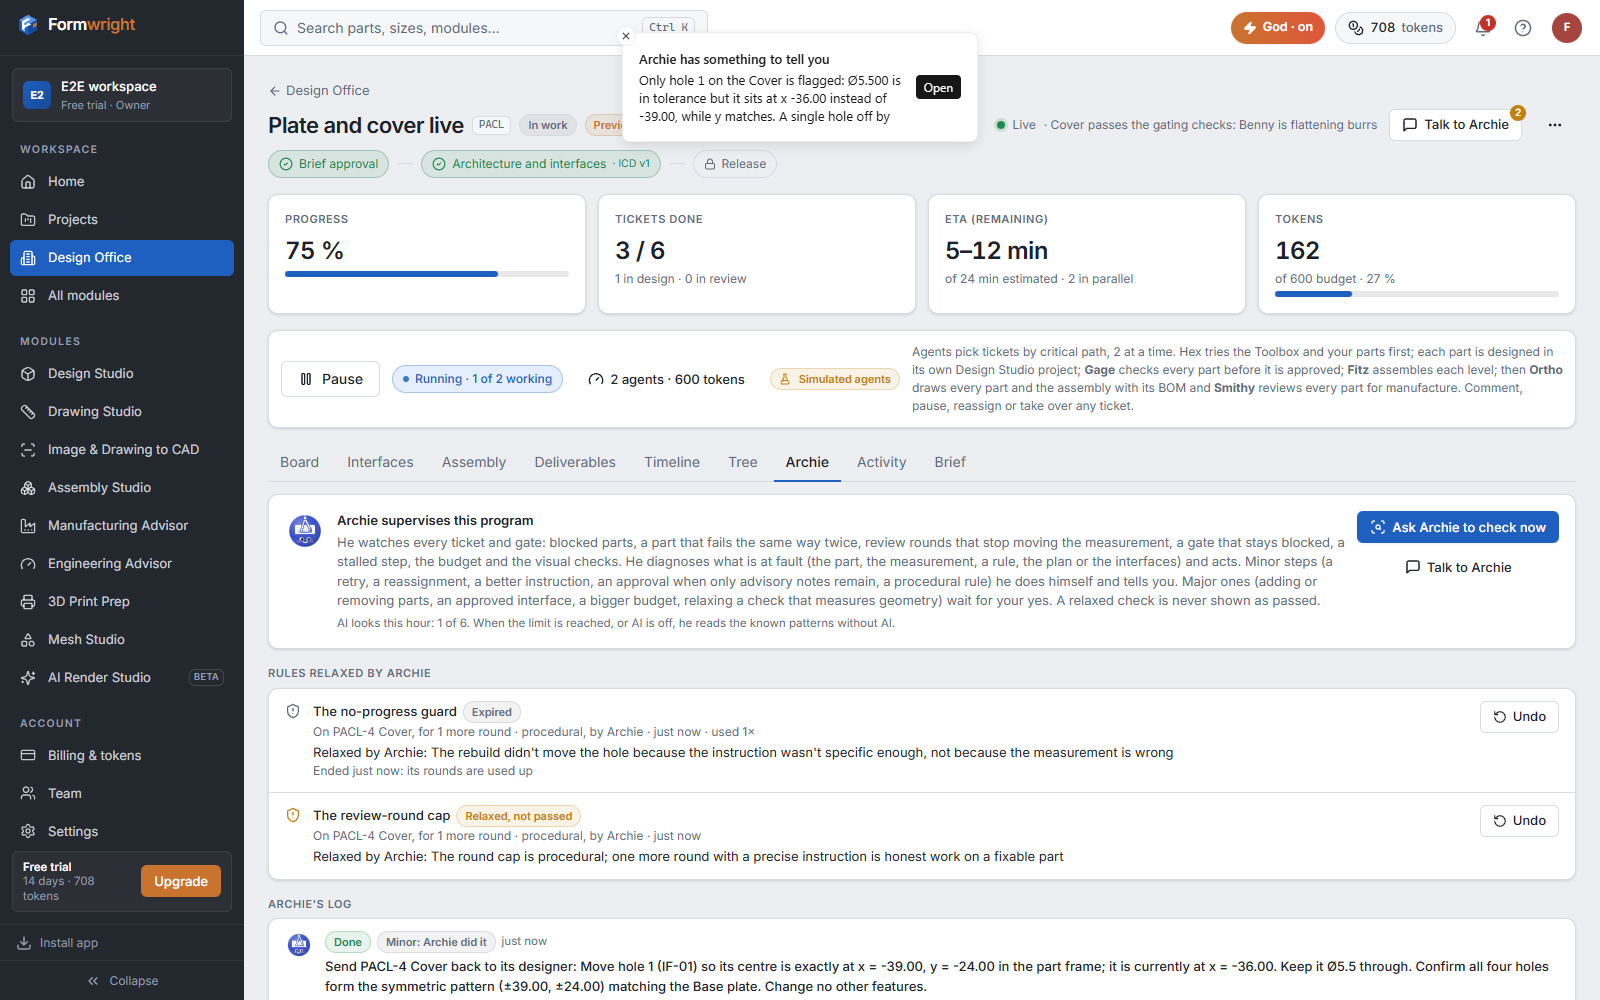 Formwright
Search parts, sizes, modules...
Ctrl K
God · on
708 tokens
1
F
E2
E2E workspace
Free trial · Owner
WORKSPACE
Home
Projects
Design Office
All modules
MODULES
Design Studio
Drawing Studio
Image & Drawing to CAD
Assembly Studio
Manufacturing Advisor
Engineering Advisor
3D Print Prep
Mesh Studio
AI Render Studio
BETA
ACCOUNT
Billing & tokens
Team
Settings
Free trial
14 days · 708
tokens
Upgrade
Install app
Collapse
Archie has something to tell you
Only hole 1 on the Cover is flagged: Ø5.500 is
in tolerance but it sits at x -36.00 instead of
-39.00, while y matches. A single hole off by
Open
Design Office
Plate and cover live
PACL
In work
Live · Cover passes the gating checks: Benny is flattening burrs
Talk to Archie
2
Brief approval
Architecture and interfaces · ICD v1
Release
PROGRESS
75 %
TICKETS DONE
3 / 6
1 in design · 0 in review
ETA (REMAINING)
5–12 min
of 24 min estimated · 2 in parallel
TOKENS
162
of 600 budget · 27 %
Pause
Running · 1 of 2 working
2 agents · 600 tokens
Simulated agents
Agents pick tickets by critical path, 2 at a time. Hex tries the Toolbox and your parts first; each part is designed in
its own Design Studio project; Gage checks every part before it is approved; Fitz assembles each level; then Ortho
draws every part and the assembly with its BOM and Smithy reviews every part for manufacture. Comment,
pause, reassign or take over any ticket.
Board
Interfaces
Assembly
Deliverables
Timeline
Tree
Archie
Activity
Brief
Archie supervises this program
He watches every ticket and gate: blocked parts, a part that fails the same way twice, review rounds that stop moving the measurement, a gate that stays blocked, a
stalled step, the budget and the visual checks. He diagnoses what is at fault (the part, the measurement, a rule, the plan or the interfaces) and acts. Minor steps (a
retry, a reassignment, a better instruction, an approval when only advisory notes remain, a procedural rule) he does himself and tells you. Major ones (adding or
removing parts, an approved interface, a bigger budget, relaxing a check that measures geometry) wait for your yes. A relaxed check is never shown as passed.
AI looks this hour: 1 of 6. When the limit is reached, or AI is off, he reads the known patterns without AI.
Ask Archie to check now
Talk to Archie
RULES RELAXED BY ARCHIE
The no-progress guard
Expired
On PACL-4 Cover, for 1 more round · procedural, by Archie · just now · used 1×
Relaxed by Archie: The rebuild didn't move the hole because the instruction wasn't specific enough, not because the measurement is wrong
Ended just now: its rounds are used up
Undo
The review-round cap
Relaxed, not passed
On PACL-4 Cover, for 1 more round · procedural, by Archie · just now
Relaxed by Archie: The round cap is procedural; one more round with a precise instruction is honest work on a fixable part
Undo
ARCHIE'S LOG
Done
Minor: Archie did it
just now
Send PACL-4 Cover back to its designer: Move hole 1 (IF-01) so its centre is exactly at x = -39.00, y = -24.00 in the part frame; it is currently at x = -36.00. Keep it Ø5.5 through. Confirm all four holes
form the symmetric pattern (±39.00, ±24.00) matching the Base plate. Change no other features.